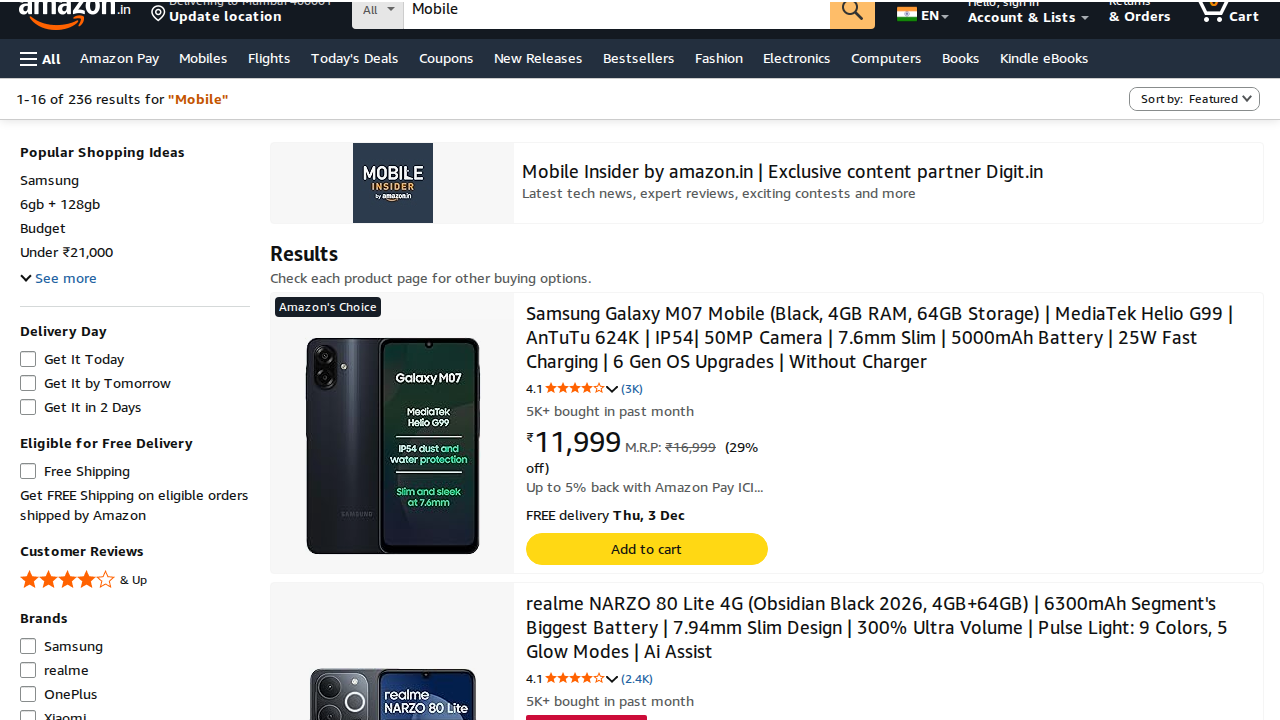 amazon.in
Delivering to Mumbai 400001
Update location
All
Mobile
EN
Hello, sign in
Account & Lists
Returns
& Orders
0
Cart
All
Amazon Pay
Mobiles
Flights
Today's Deals
Coupons
New Releases
Bestsellers
Fashion
Electronics
Computers
Books
Kindle eBooks
1-16 of 236 results for "Mobile"
Sort by: Featured
Popular Shopping Ideas
Samsung
6gb + 128gb
Budget
Under ₹21,000
See more
Delivery Day
Get It Today
Get It by Tomorrow
Get It in 2 Days
Eligible for Free Delivery
Free Shipping
Get FREE Shipping on eligible orders
shipped by Amazon
Customer Reviews
& Up
Brands
Samsung
realme
OnePlus
Xiaomi
MOBILE
INSIDER
by amazon.in
Mobile Insider by amazon.in | Exclusive content partner Digit.in
Latest tech news, expert reviews, exciting contests and more
Results
Check each product page for other buying options.
Amazon's Choice
Galaxy M07
MediaTek
Helio G99
IP54 dust and
water protection
Slim and sleek
at 7.6mm
SAMSUNG
Samsung Galaxy M07 Mobile (Black, 4GB RAM, 64GB Storage) | MediaTek Helio G99 |
AnTuTu 624K | IP54| 50MP Camera | 7.6mm Slim | 5000mAh Battery | 25W Fast
Charging | 6 Gen OS Upgrades | Without Charger
4.1 (3K)
5K+ bought in past month
₹11,999 M.R.P: ₹16,999 (29%
off)
Up to 5% back with Amazon Pay ICI…
FREE delivery Thu, 3 Dec
Add to cart
realme
NARZO 80 Lite
realme NARZO 80 Lite 4G (Obsidian Black 2026, 4GB+64GB) | 6300mAh Segment's
Biggest Battery | 7.94mm Slim Design | 300% Ultra Volume | Pulse Light: 9 Colors, 5
Glow Modes | Ai Assist
4.1 (2.4K)
5K+ bought in past month